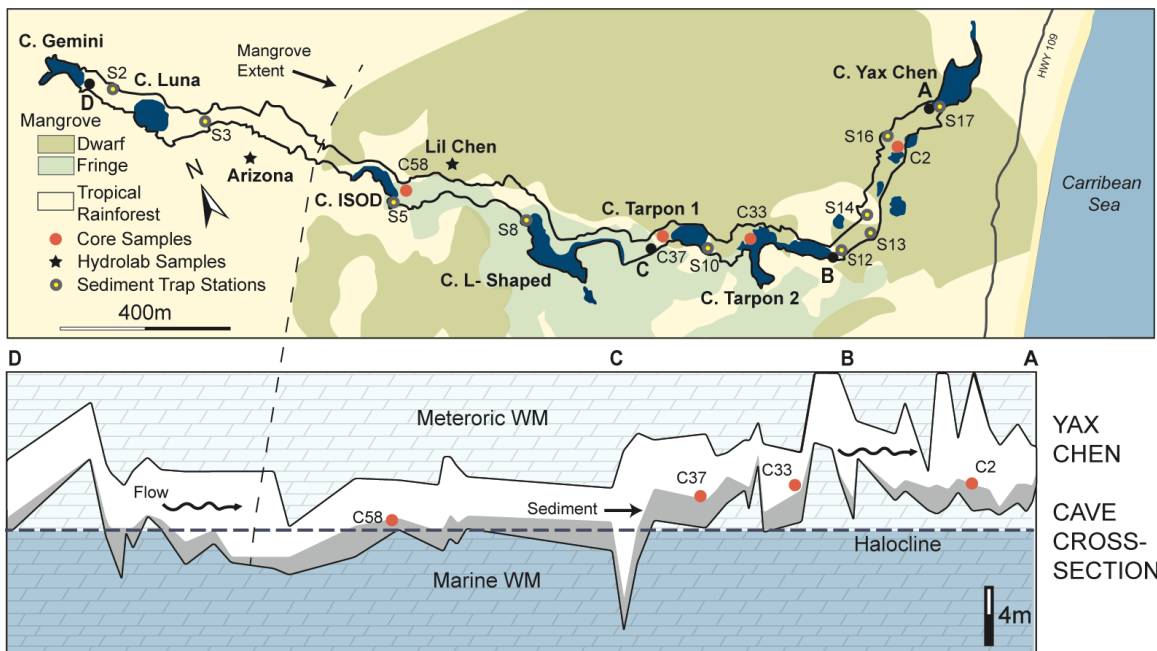 C. Gemini
S2
C. Luna
D
S3
Mangrove
Extent
Mangrove
Dwarf
Fringe
Tropical
Rainforest
Core Samples
Hydrolab Samples
Sediment Trap Stations
400m
N
Arizona
Lil Chen
C58
C. ISOD
S5
S8
C. L- Shaped
C. Tarpon 1
C37
C
S10
C33
C. Tarpon 2
B
S12
S13
S14
S16
C2
S17
A
C. Yax Chen
HWY 109
Carribean
Sea
D
C
B
A
Meteroric WM
Flow
C58
Sediment
C37
C33
C2
Halocline
Marine WM
4m
YAX
CHEN
CAVE
CROSS-
SECTION